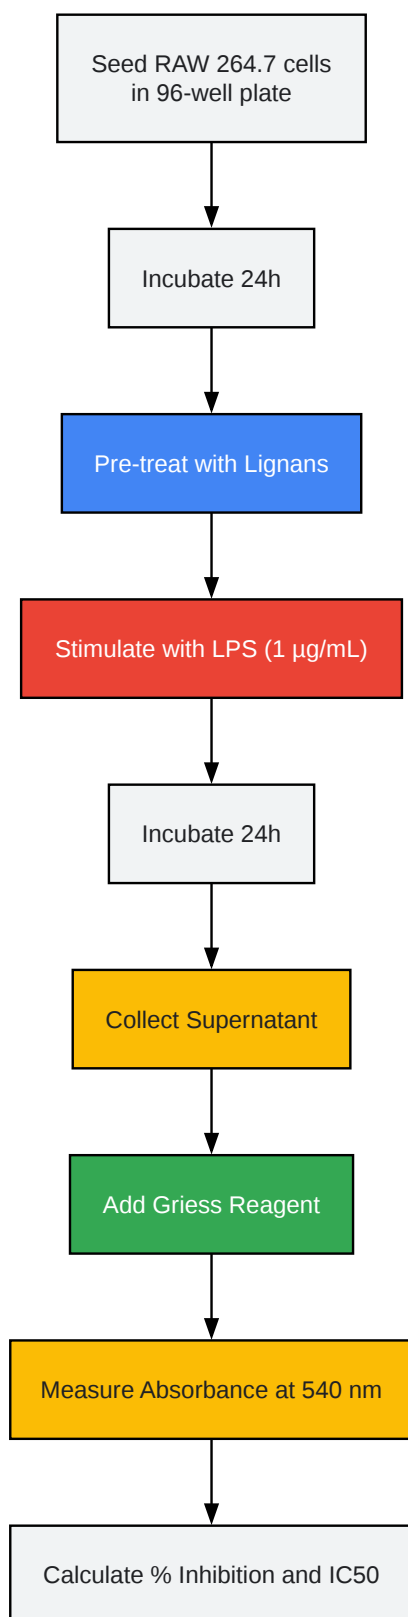 Seed RAW 264.7 cells
in 96-well plate
Incubate 24h
Pre-treat with Lignans
Stimulate with LPS (1 µg/mL)
Incubate 24h
Collect Supernatant
Add Griess Reagent
Measure Absorbance at 540 nm
Calculate % Inhibition and IC50